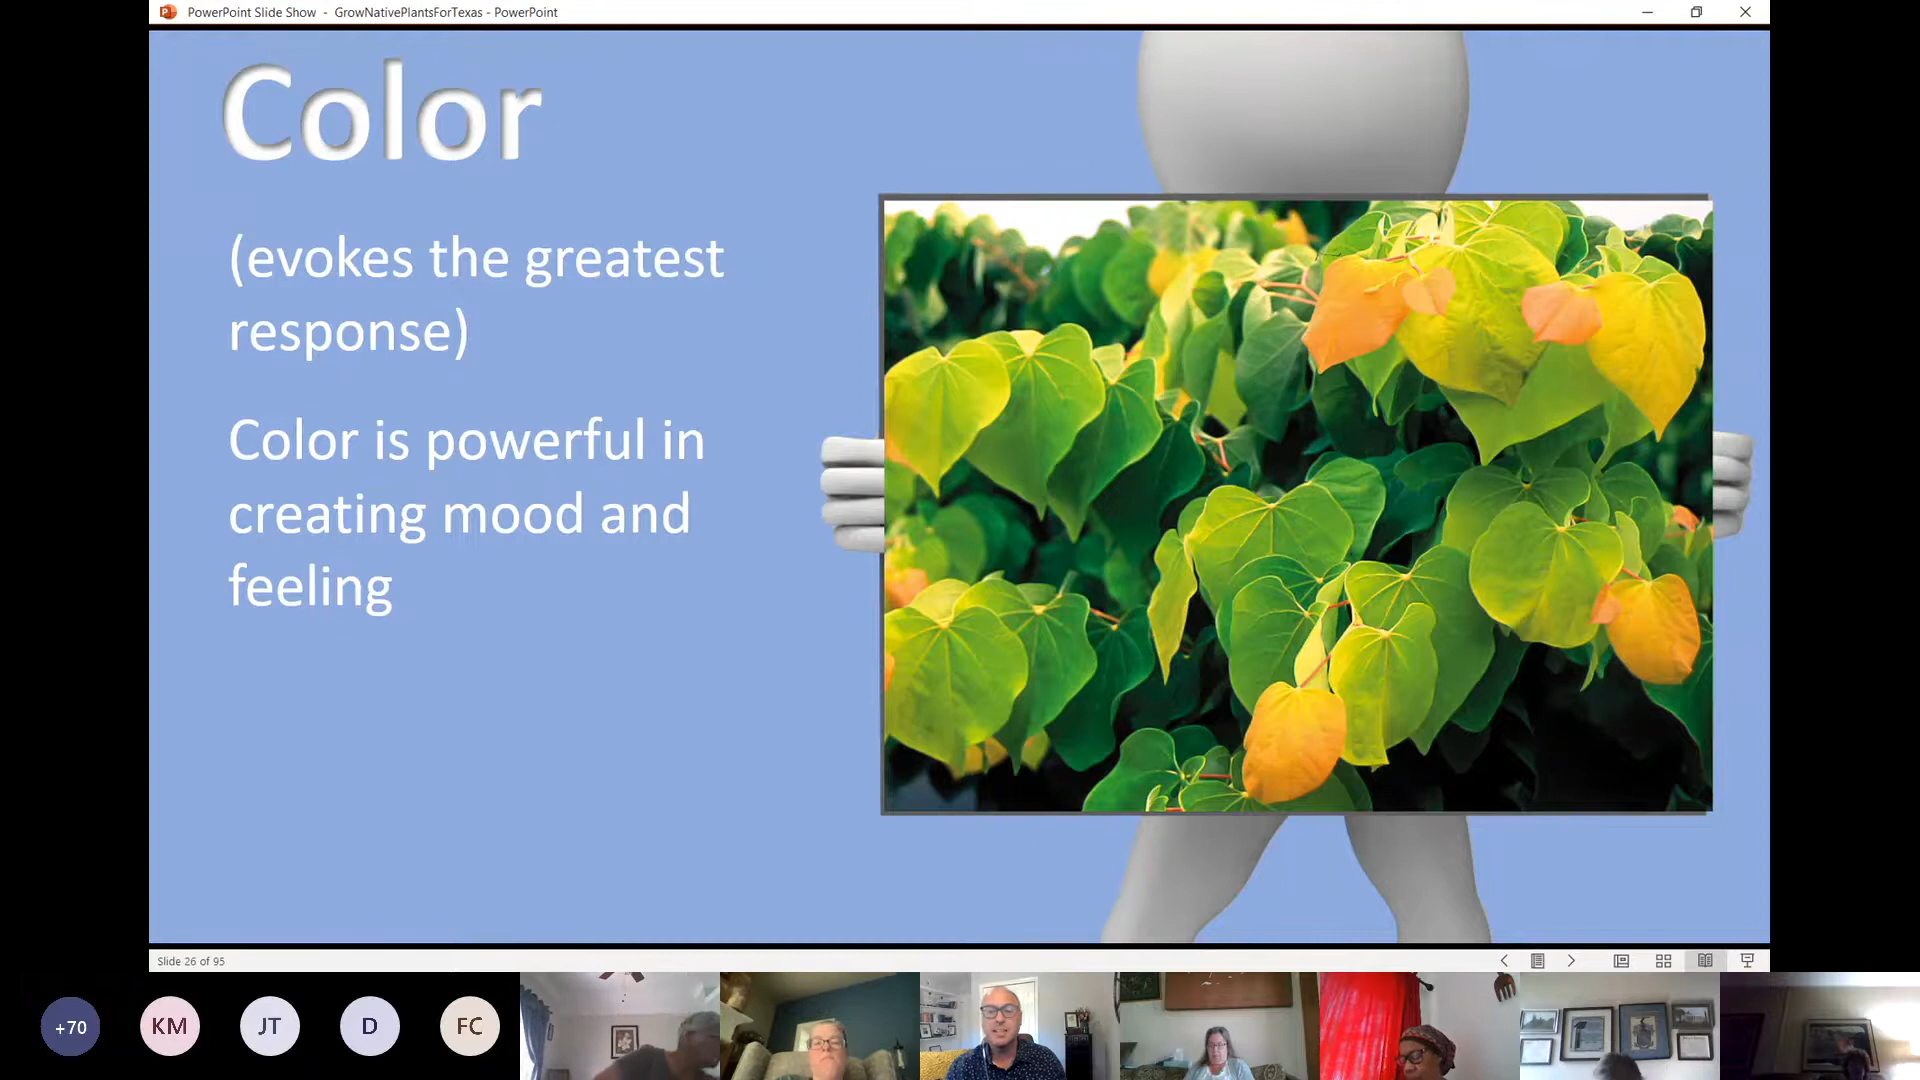 PowerPoint Slide Show - GrowNativePlantsForTexas - PowerPoint
Color
(evokes the greatest
response)
Color is powerful in
creating mood and
feeling
Slide 26 of 95
+70
KM
JT
D
FC